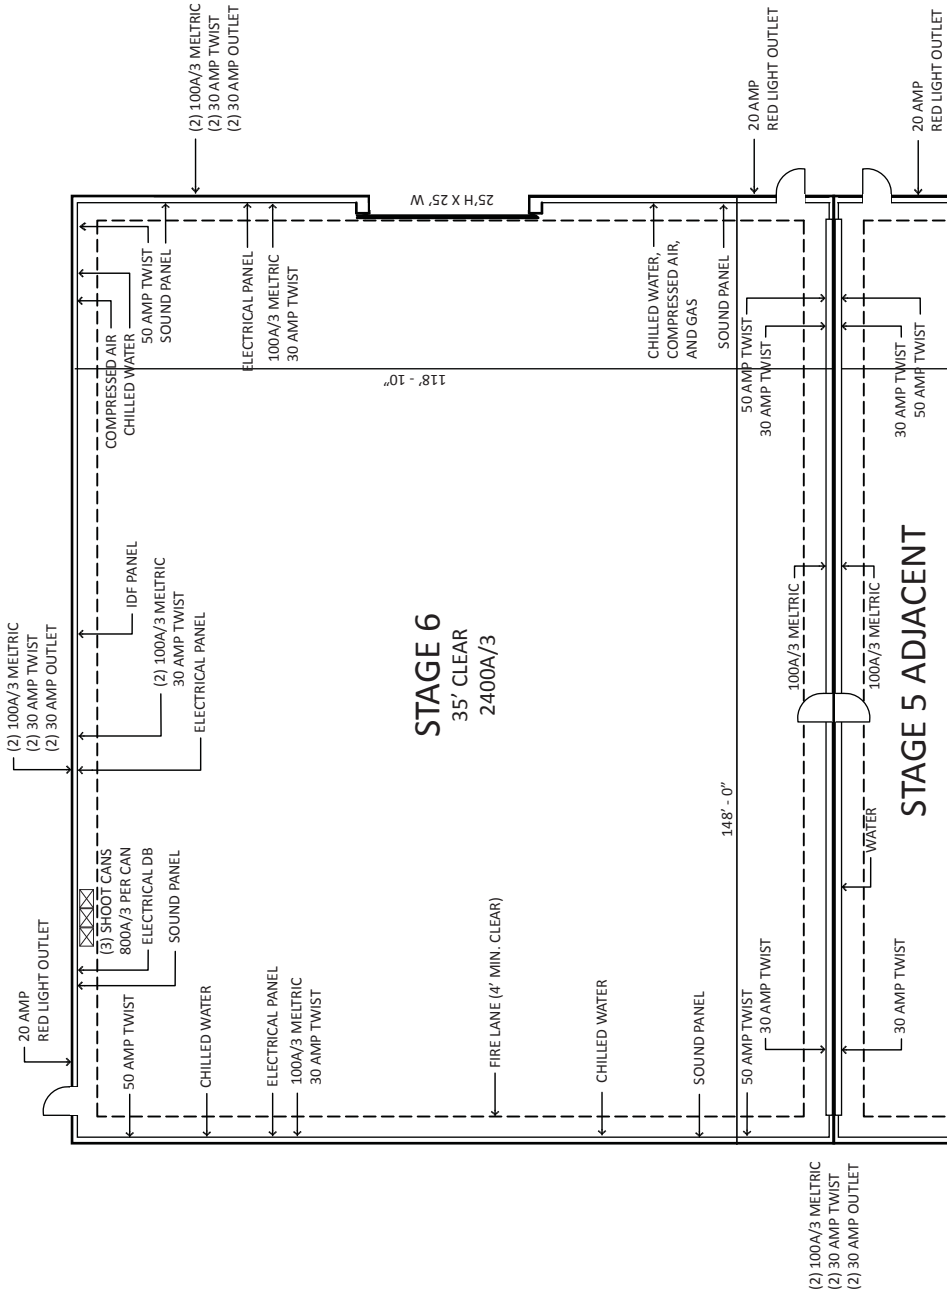 (2) 100A/3 MELTRIC
(2) 30 AMP TWIST
(2) 30 AMP OUTLET
20 AMP
RED LIGHT OUTLET
20 AMP
RED LIGHT OUTLET
25'H X 25' W
50 AMP TWIST
SOUND PANEL
COMPRESSED AIR
CHILLED WATER
ELECTRICAL PANEL
100A/3 MELTRIC
30 AMP TWIST
CHILLED WATER,
COMPRESSED AIR,
AND GAS
SOUND PANEL
50 AMP TWIST
30 AMP TWIST
30 AMP TWIST
50 AMP TWIST
118' - 10"
(2) 100A/3 MELTRIC
(2) 30 AMP TWIST
(2) 30 AMP OUTLET
IDF PANEL
(2) 100A/3 MELTRIC
30 AMP TWIST
ELECTRICAL PANEL
STAGE 6
35' CLEAR
2400A/3
100A/3 MELTRIC
100A/3 MELTRIC
STAGE 5 ADJACENT
148' - 0"
WATER
20 AMP
RED LIGHT OUTLET
(3) SHOOT CANS
800A/3 PER CAN
ELECTRICAL DB
SOUND PANEL
50 AMP TWIST
CHILLED WATER
ELECTRICAL PANEL
100A/3 MELTRIC
30 AMP TWIST
FIRE LANE (4' MIN. CLEAR)
CHILLED WATER
SOUND PANEL
50 AMP TWIST
30 AMP TWIST
30 AMP TWIST
(2) 100A/3 MELTRIC
(2) 30 AMP TWIST
(2) 30 AMP OUTLET